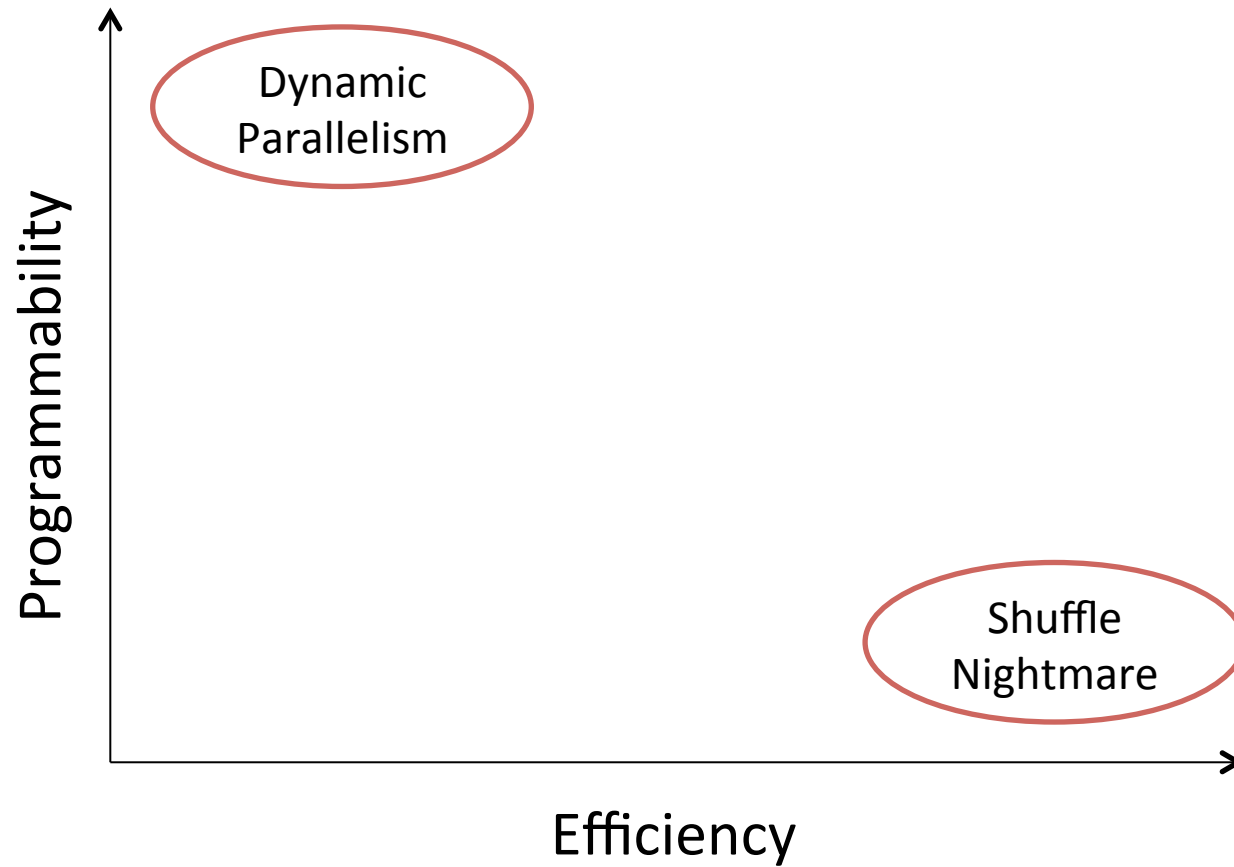 Dynamic
Parallelism
Programmability
Shuffle
Nightmare
Efficiency